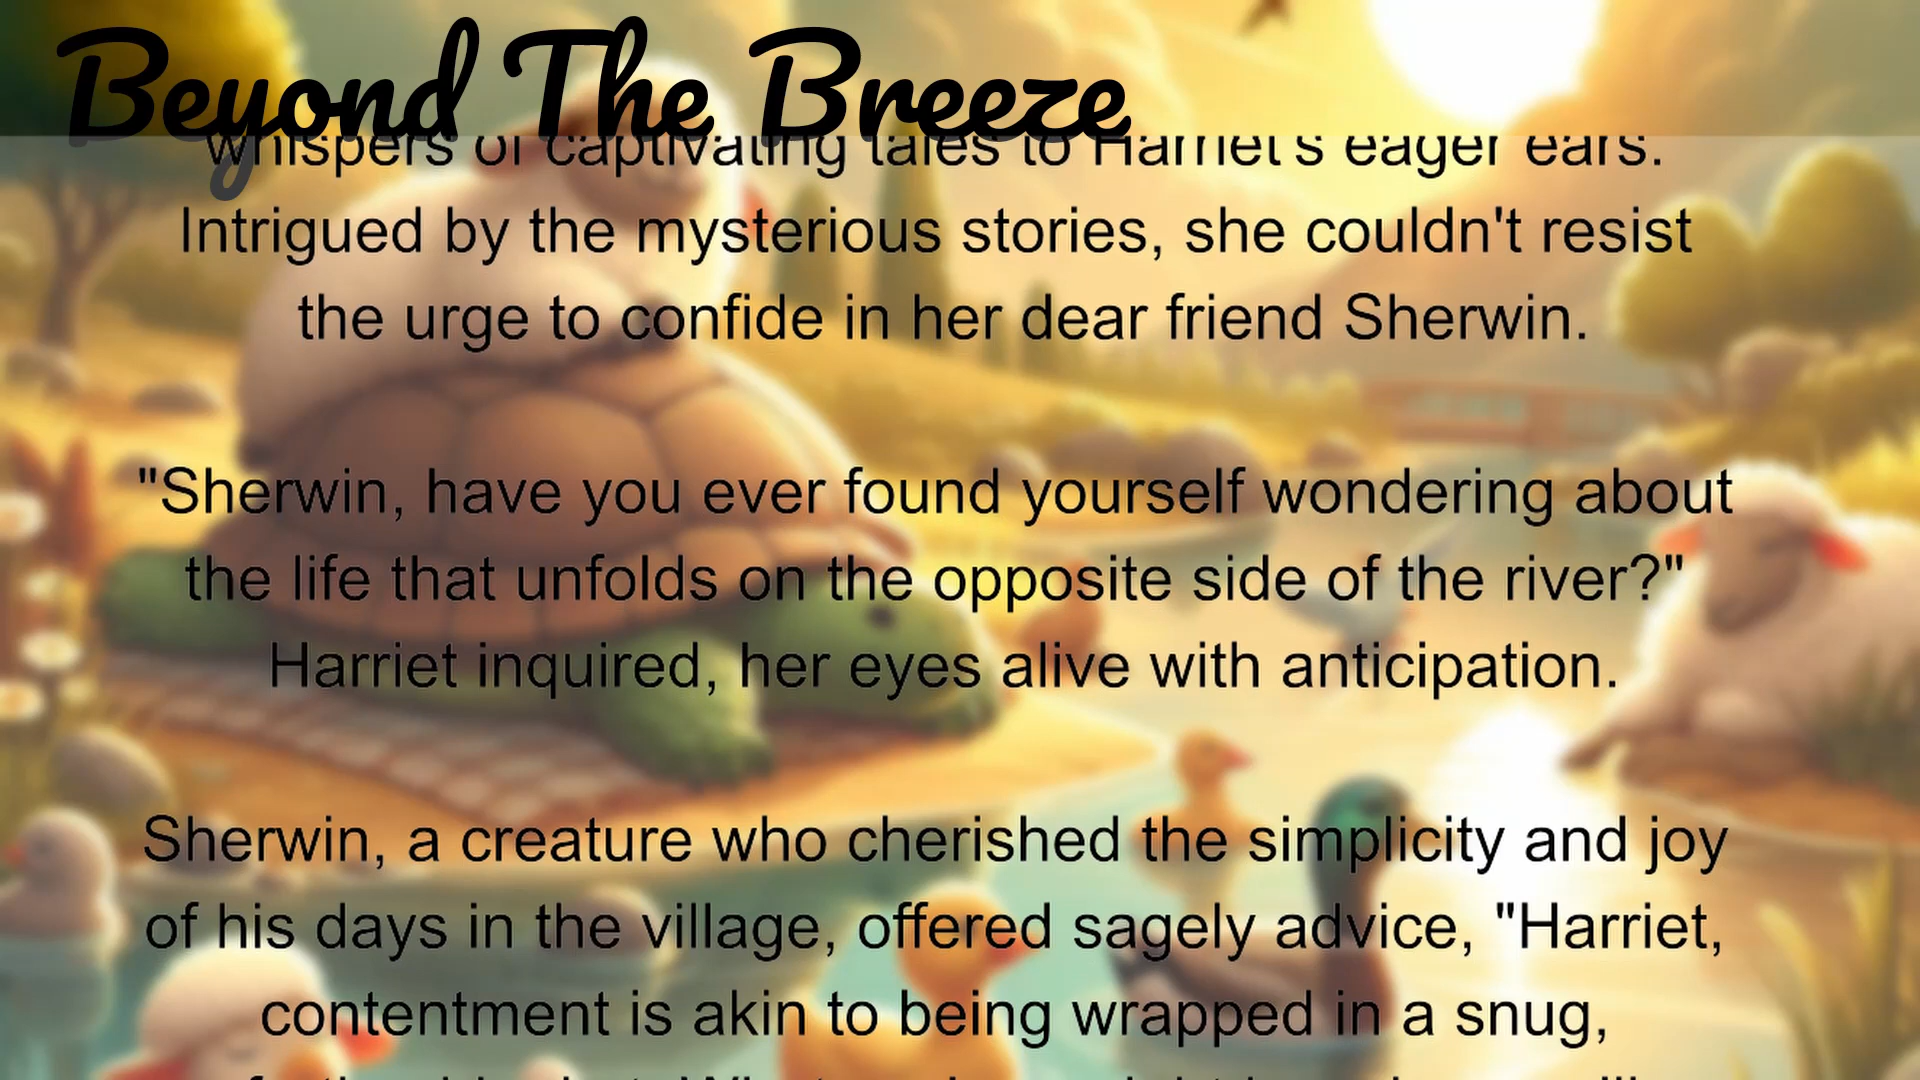 Beyond The Breeze
whispers of captivating tales to Harriet's eager ears.
Intrigued by the mysterious stories, she couldn't resist
the urge to confide in her dear friend Sherwin.
"Sherwin, have you ever found yourself wondering about
the life that unfolds on the opposite side of the river?"
Harriet inquired, her eyes alive with anticipation.
Sherwin, a creature who cherished the simplicity and joy
of his days in the village, offered sagely advice, "Harriet,
contentment is akin to being wrapped in a snug,